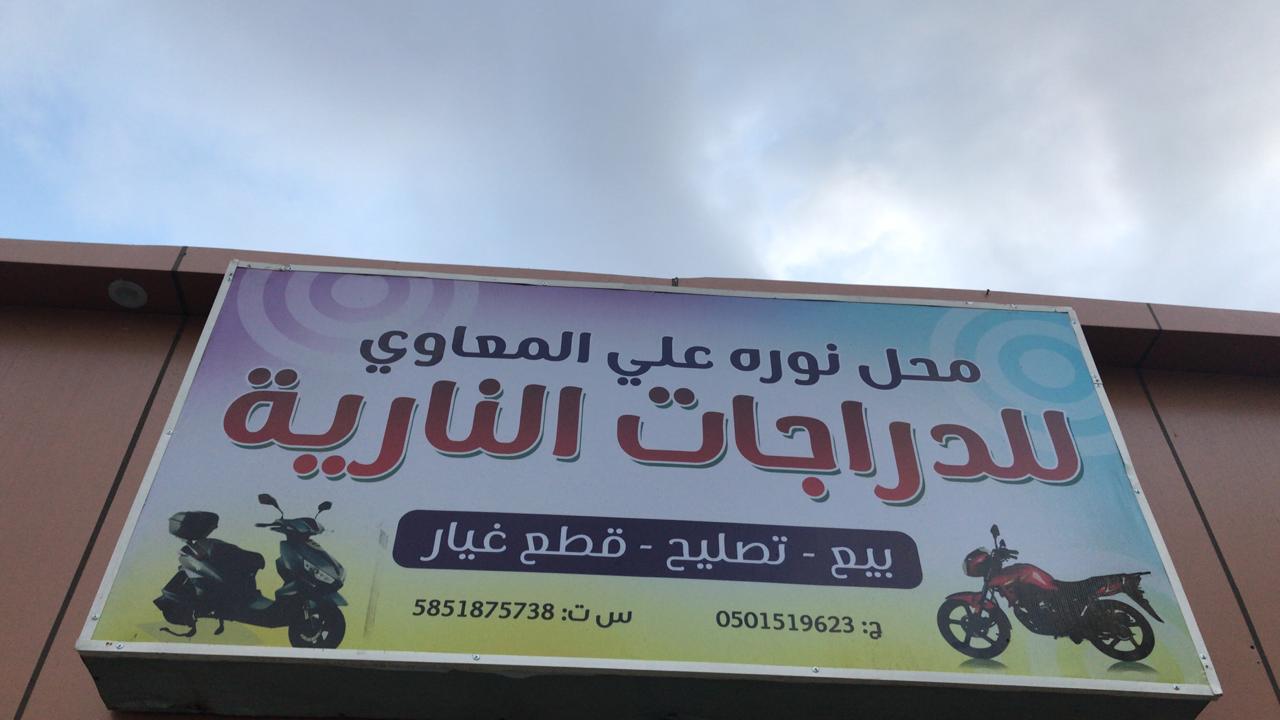 محل نوره علي المعاوي
للدراجات النارية
بيع - تصليح - قطع غيار
ج: 0501519623 س ت: 5851875738